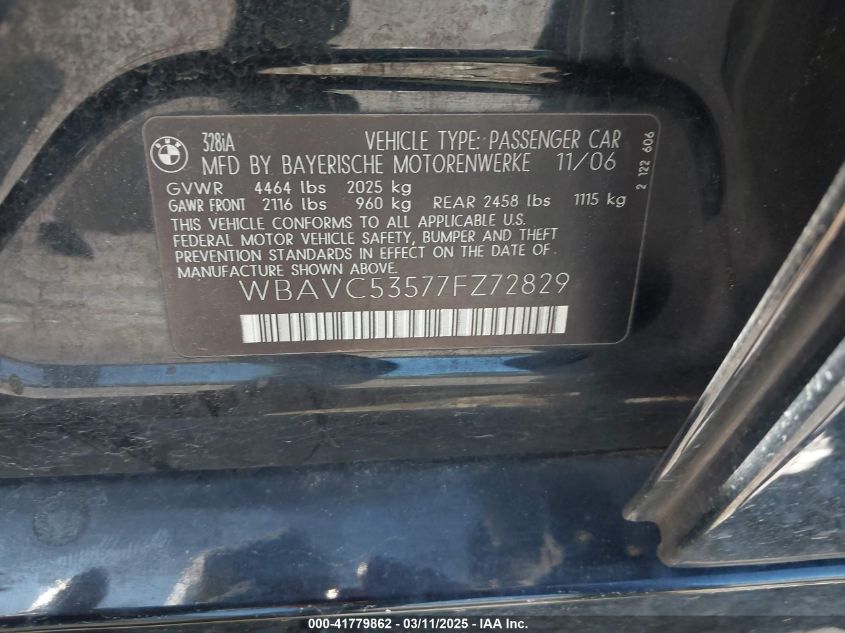 328iA VEHICLE TYPE: PASSENGER CAR
MFD BY BAYERISCHE MOTORENWERKE 11/06
GVWR 4464 lbs 2025 kg
GAWR FRONT 2116 lbs 960 kg REAR 2458 lbs 1115 kg
THIS VEHICLE CONFORMS TO ALL APPLICABLE U.S.
FEDERAL MOTOR VEHICLE SAFETY, BUMPER AND THEFT
PREVENTION STANDARDS IN EFFECT ON THE DATE OF
MANUFACTURE SHOWN ABOVE.
WBAVC53577FZ72829
2 122 606
000-41779862 - 03/11/2025 - IAA Inc.